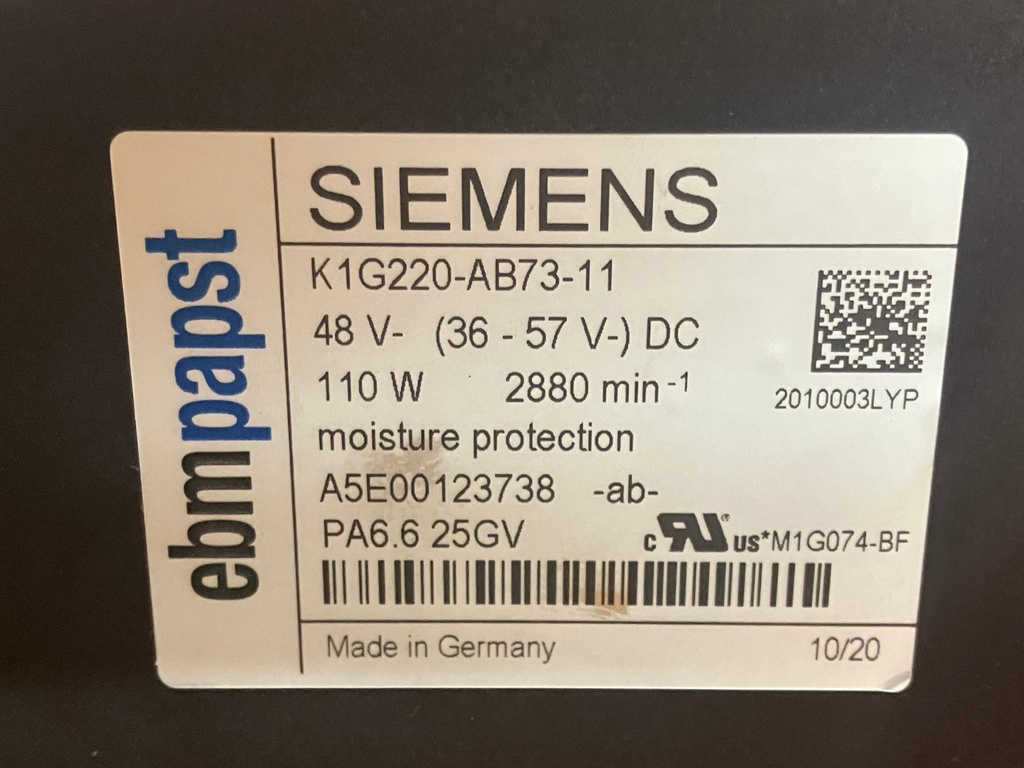 ebmpapst
SIEMENS
K1G220-AB73-11
48 V- (36 - 57 V-) DC
110 W 2880 min -1
2010003LYP
moisture protection
A5E00123738 -ab-
PA6.6 25GV c RU® us *M1G074-BF
Made in Germany 10/20